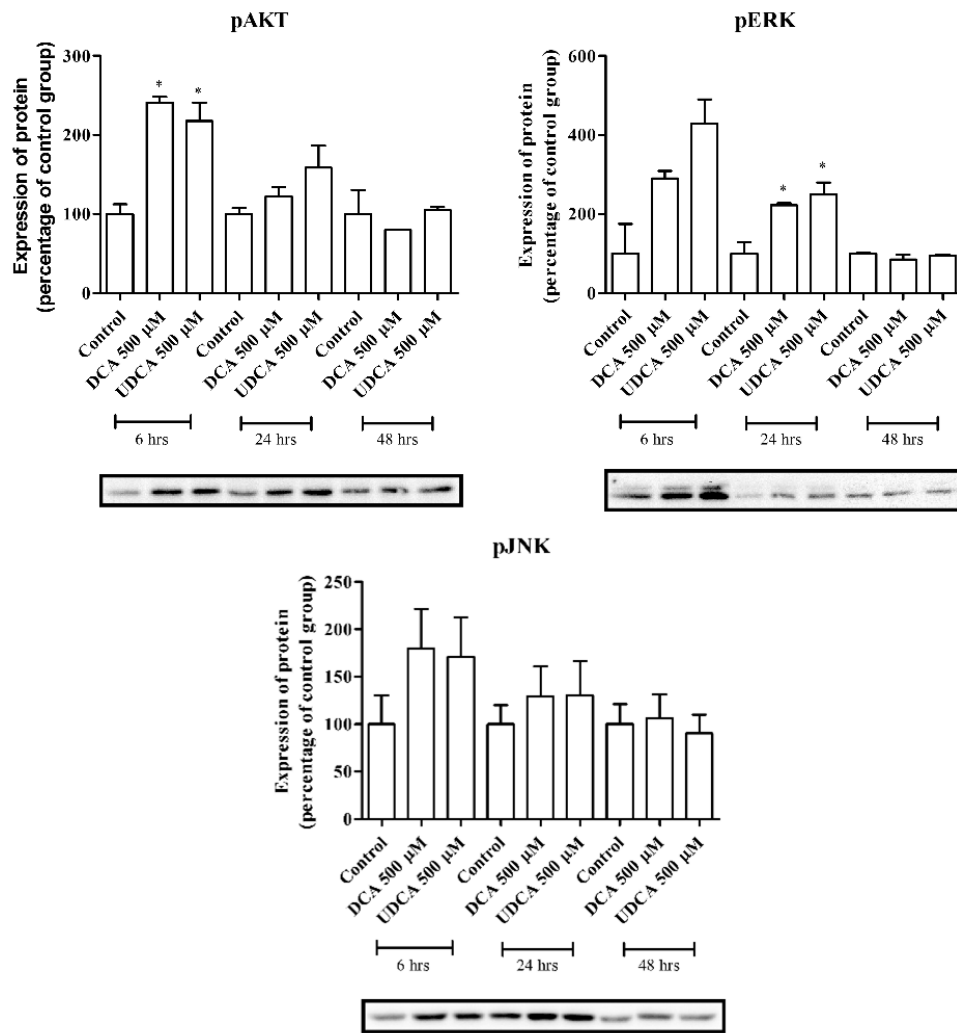 pAKT
Expression of protein
(percentage of control group)
300
200
100
0
*
*
Control
DCA 500 µM
UDCA 500 µM
Control
DCA 500 µM
UDCA 500 µM
Control
DCA 500 µM
UDCA 500 µM
6 hrs
24 hrs
48 hrs
pERK
Expression of protein
(percentage of control group)
600
400
200
0
*
*
Control
DCA 500 µM
UDCA 500 µM
Control
DCA 500 µM
UDCA 500 µM
Control
DCA 500 µM
UDCA 500 µM
6 hrs
24 hrs
48 hrs
pJNK
Expression of protein
(percentage of control group)
250
200
150
100
50
0
Control
DCA 500 µM
UDCA 500 µM
Control
DCA 500 µM
UDCA 500 µM
Control
DCA 500 µM
UDCA 500 µM
6 hrs
24 hrs
48 hrs